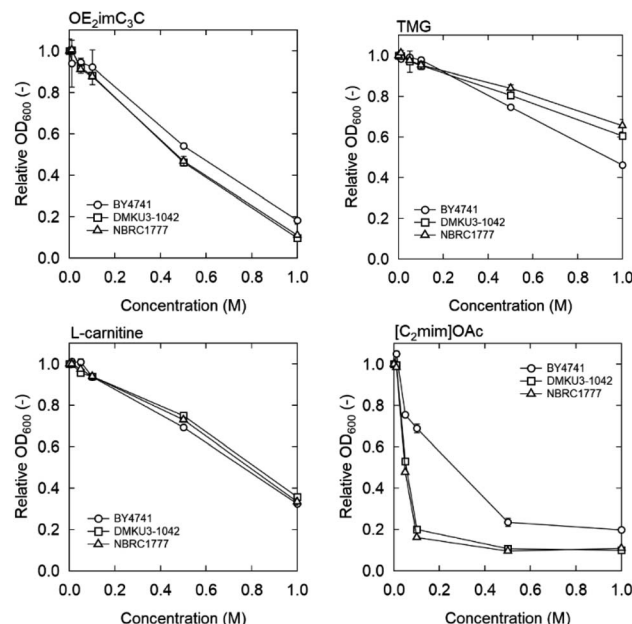 OE₂imC₃C
Relative OD₆₀₀ (-)
1.0
0.8
0.6
0.4
0.2
0.0
BY4741
DMKU3-1042
NBRC1777
0.0 0.2 0.4 0.6 0.8 1.0
Concentration (M)
TMG
Relative OD₆₀₀ (-)
1.0
0.8
0.6
0.4
0.2
0.0
BY4741
DMKU3-1042
NBRC1777
0.0 0.2 0.4 0.6 0.8 1.0
Concentration (M)
L-carnitine
Relative OD₆₀₀ (-)
1.0
0.8
0.6
0.4
0.2
0.0
BY4741
DMKU3-1042
NBRC1777
0.0 0.2 0.4 0.6 0.8 1.0
Concentration (M)
[C₂mim]OAc
Relative OD₆₀₀ (-)
1.0
0.8
0.6
0.4
0.2
0.0
BY4741
DMKU3-1042
NBRC1777
0.0 0.2 0.4 0.6 0.8 1.0
Concentration (M)